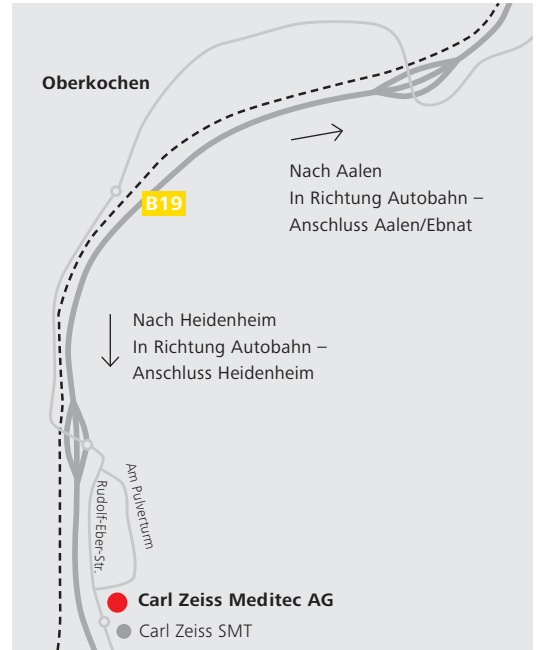 Oberkochen
B19
Nach Aalen
In Richtung Autobahn –
Anschluss Aalen/Ebnat
Nach Heidenheim
In Richtung Autobahn –
Anschluss Heidenheim
Am Pulverturm
Rudolf-Eber-Str.
Carl Zeiss Meditec AG
Carl Zeiss SMT